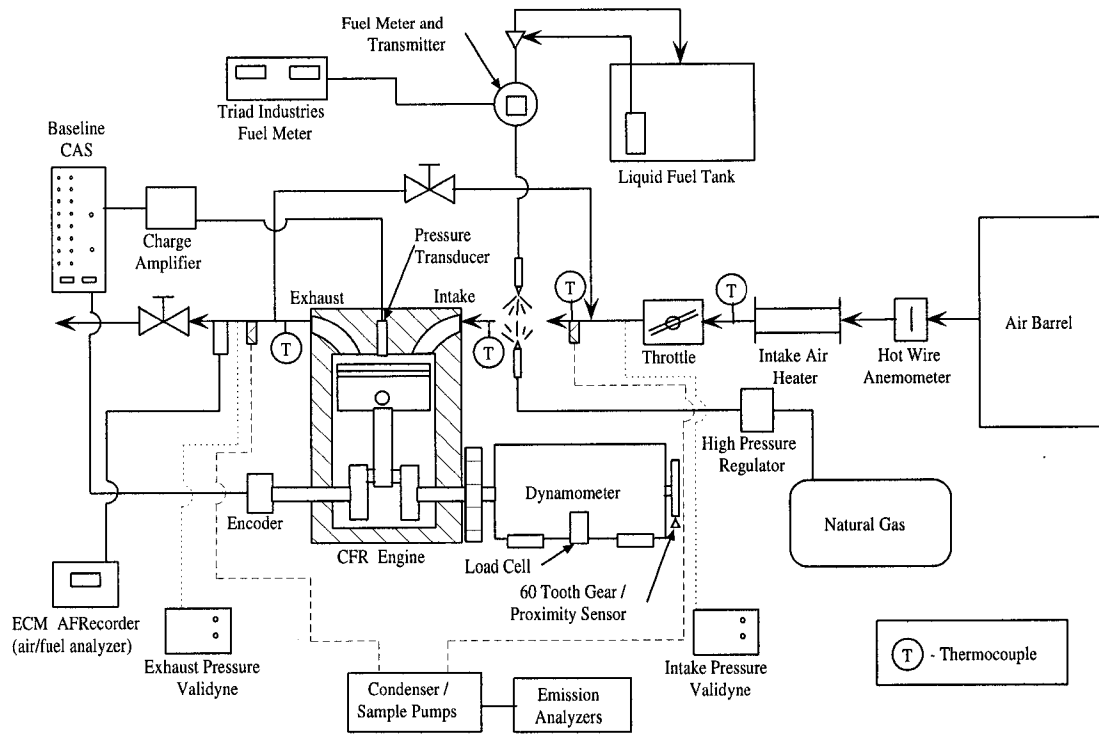 Fuel Meter and
Transmitter
Triad Industries
Fuel Meter
Liquid Fuel Tank
Baseline
CAS
Charge
Amplifier
Pressure
Transducer
Exhaust
Intake
T
T
T
T
Throttle
Intake Air
Heater
Hot Wire
Anemometer
Air Barrel
High Pressure
Regulator
Natural Gas
Encoder
Dynamometer
CFR Engine
Load Cell
60 Tooth Gear /
Proximity Sensor
ECM AFRecorder
(air/fuel analyzer)
Exhaust Pressure
Validyne
Intake Pressure
Validyne
Condenser /
Sample Pumps
Emission
Analyzers
T - Thermocouple